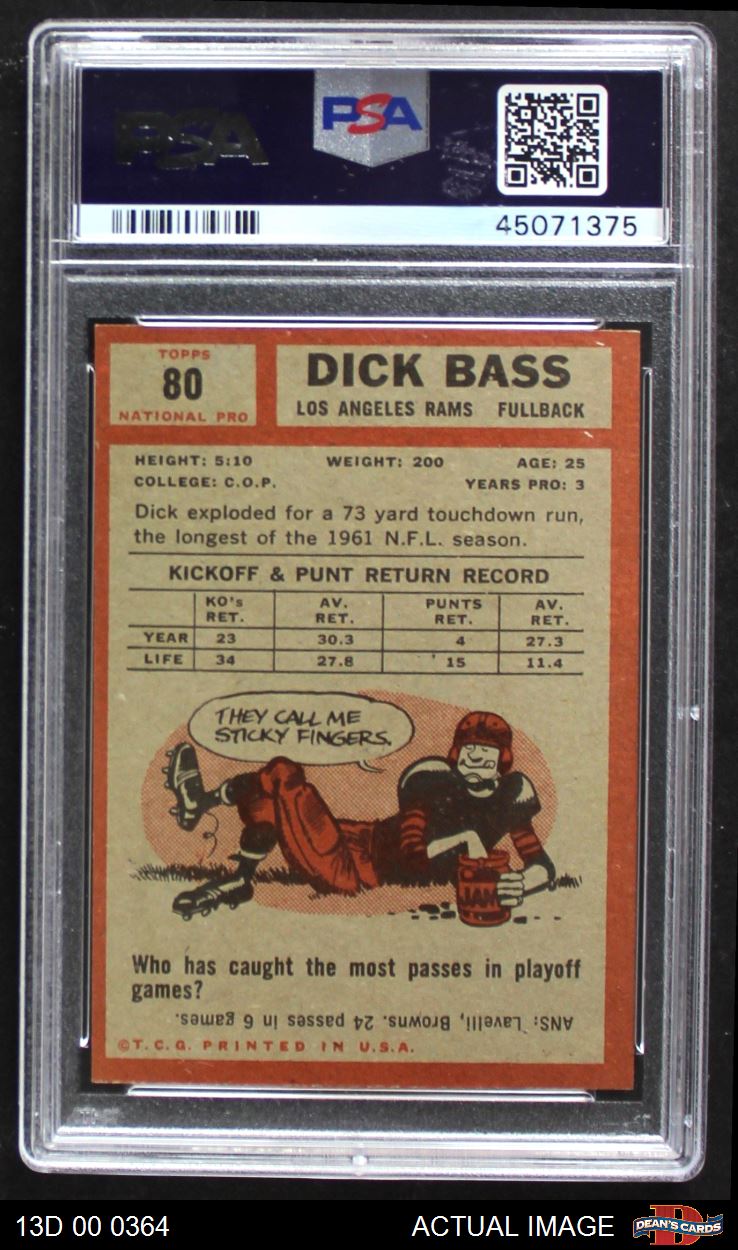 PSA
PSA
45071375
TOPPS
80
NATIONAL PRO
DICK BASS
LOS ANGELES RAMS FULLBACK
HEIGHT: 5:10 WEIGHT: 200 AGE: 25
COLLEGE: C.O.P. YEARS PRO: 3
Dick exploded for a 73 yard touchdown run,
the longest of the 1961 N.F.L. season.
KICKOFF & PUNT RETURN RECORD
KO's AV. PUNTS AV.
RET. RET. RET. RET.
YEAR 23 30.3 4 27.3
LIFE 34 27.8 15 11.4
THEY CALL ME
STICKY FINGERS.
JAM
Who has caught the most passes in playoff
games?
ANS: Lavelli, Browns. 24 passes in 6 games.
©T.C.G. PRINTED IN U.S.A.
13D 00 0364 ACTUAL IMAGE
D
DEAN'S CARDS